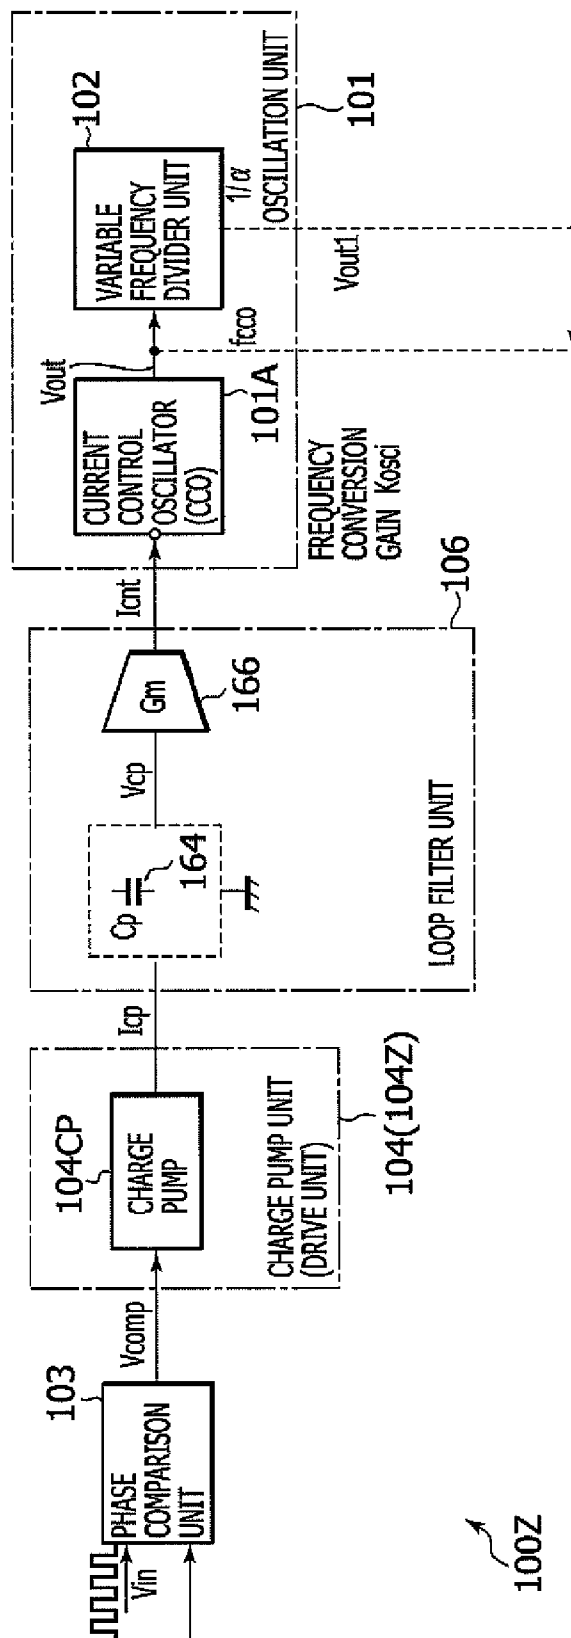 100Z
Vin
PHASE
COMPARISON
UNIT
103
Vcomp
104CP
CHARGE
PUMP
CHARGE PUMP UNIT
(DRIVE UNIT)
104(104Z)
Icp
Cp
164
Vcp
Gm
166
LOOP FILTER UNIT
106
Icnt
CURRENT
CONTROL
OSCILLATOR
(CCO)
101A
FREQUENCY
CONVERSION
GAIN Kosci
Vout
fcco
102
VARIABLE
FREQUENCY
DIVIDER UNIT
1/α
OSCILLATION UNIT
101
Vout1